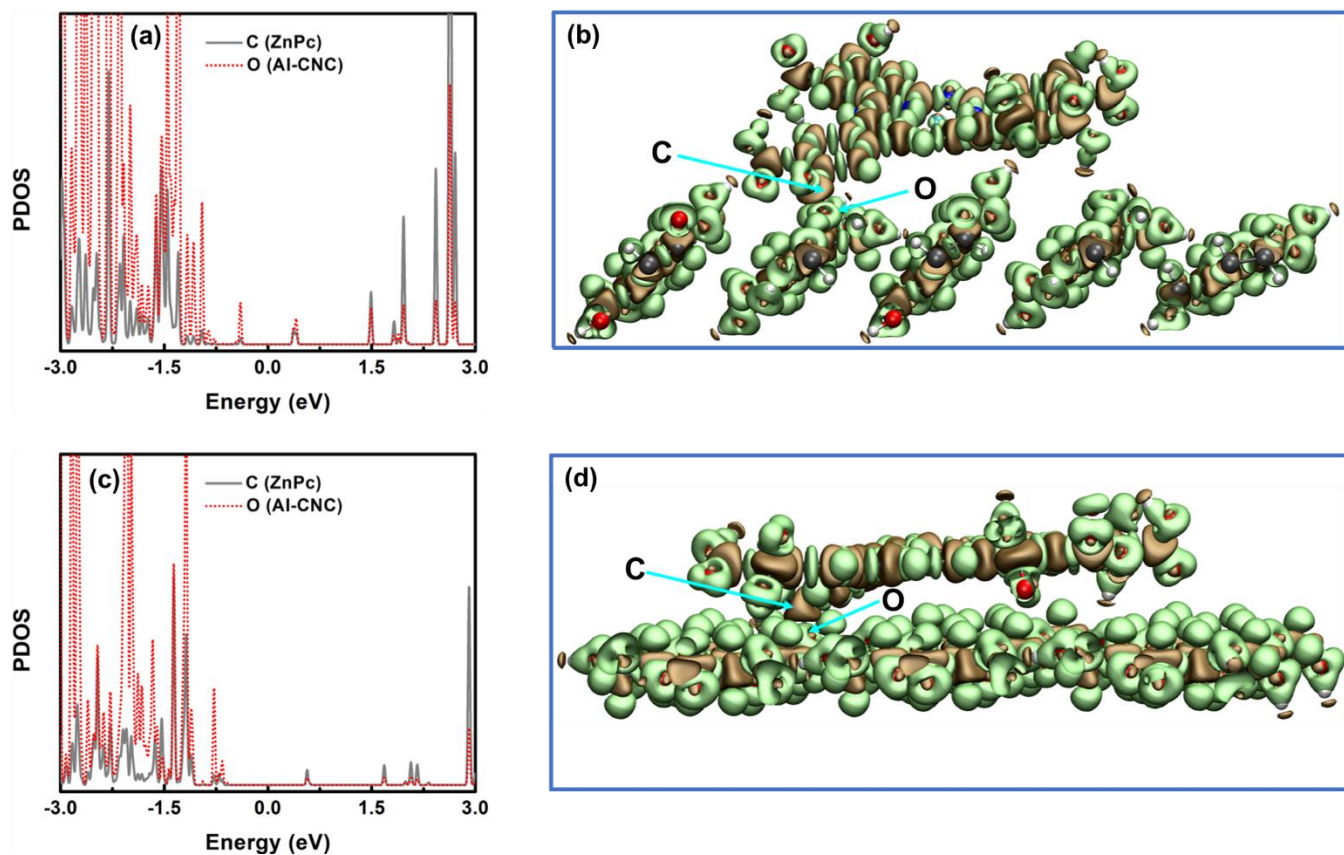 (a)
C (ZnPc)
O (Al-CNC)
PDOS
-3.0 -1.5 0.0 1.5 3.0
Energy (eV)
(b)
C
O
(c)
C (ZnPc)
O (Al-CNC)
PDOS
-3.0 -1.5 0.0 1.5 3.0
Energy (eV)
(d)
C
O